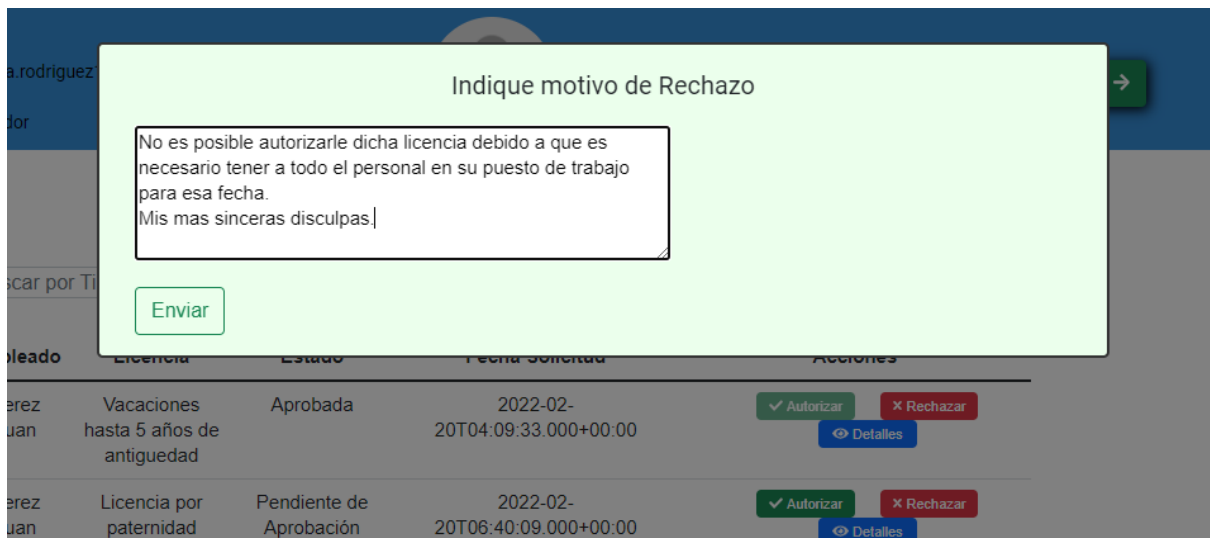 a.rodriguez
dor
Indique motivo de Rechazo
No es posible autorizarle dicha licencia debido a que es
necesario tener a todo el personal en su puesto de trabajo
para esa fecha.
Mis mas sinceras disculpas.
scar por Ti
Enviar
pleado Licencia Estado Fecha Solicitud Acciones
erez Vacaciones Aprobada 2022-02- Autorizar Rechazar
uan hasta 5 años de 20T04:09:33.000+00:00 Detalles
antiguedad
erez Licencia por Pendiente de 2022-02- Autorizar Rechazar
uan paternidad Aprobación 20T06:40:09.000+00:00 Detalles